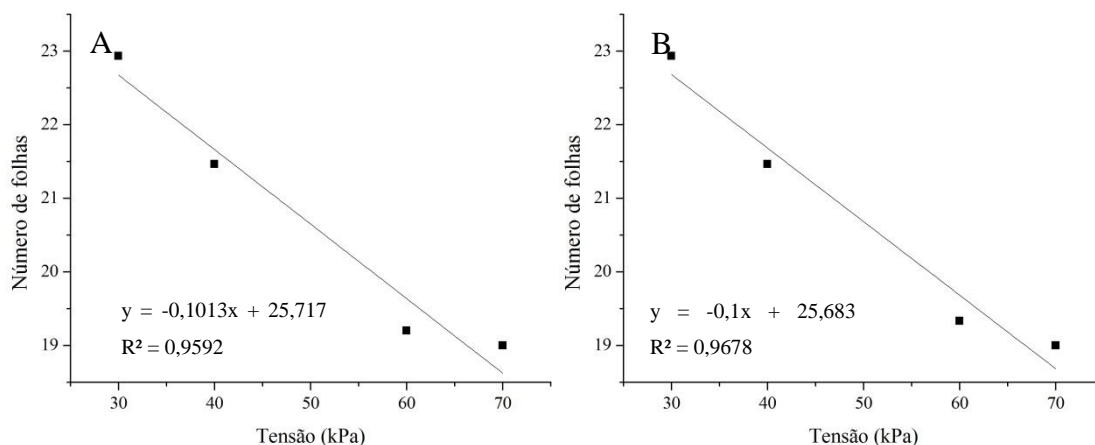 A
Número de folhas
23
22
21
20
19
y = -0,1013x + 25,717
R² = 0,9592
30 40 50 60 70
Tensão (kPa)
B
Número de folhas
23
22
21
20
19
y = -0,1x + 25,683
R² = 0,9678
30 40 50 60 70
Tensão (kPa)